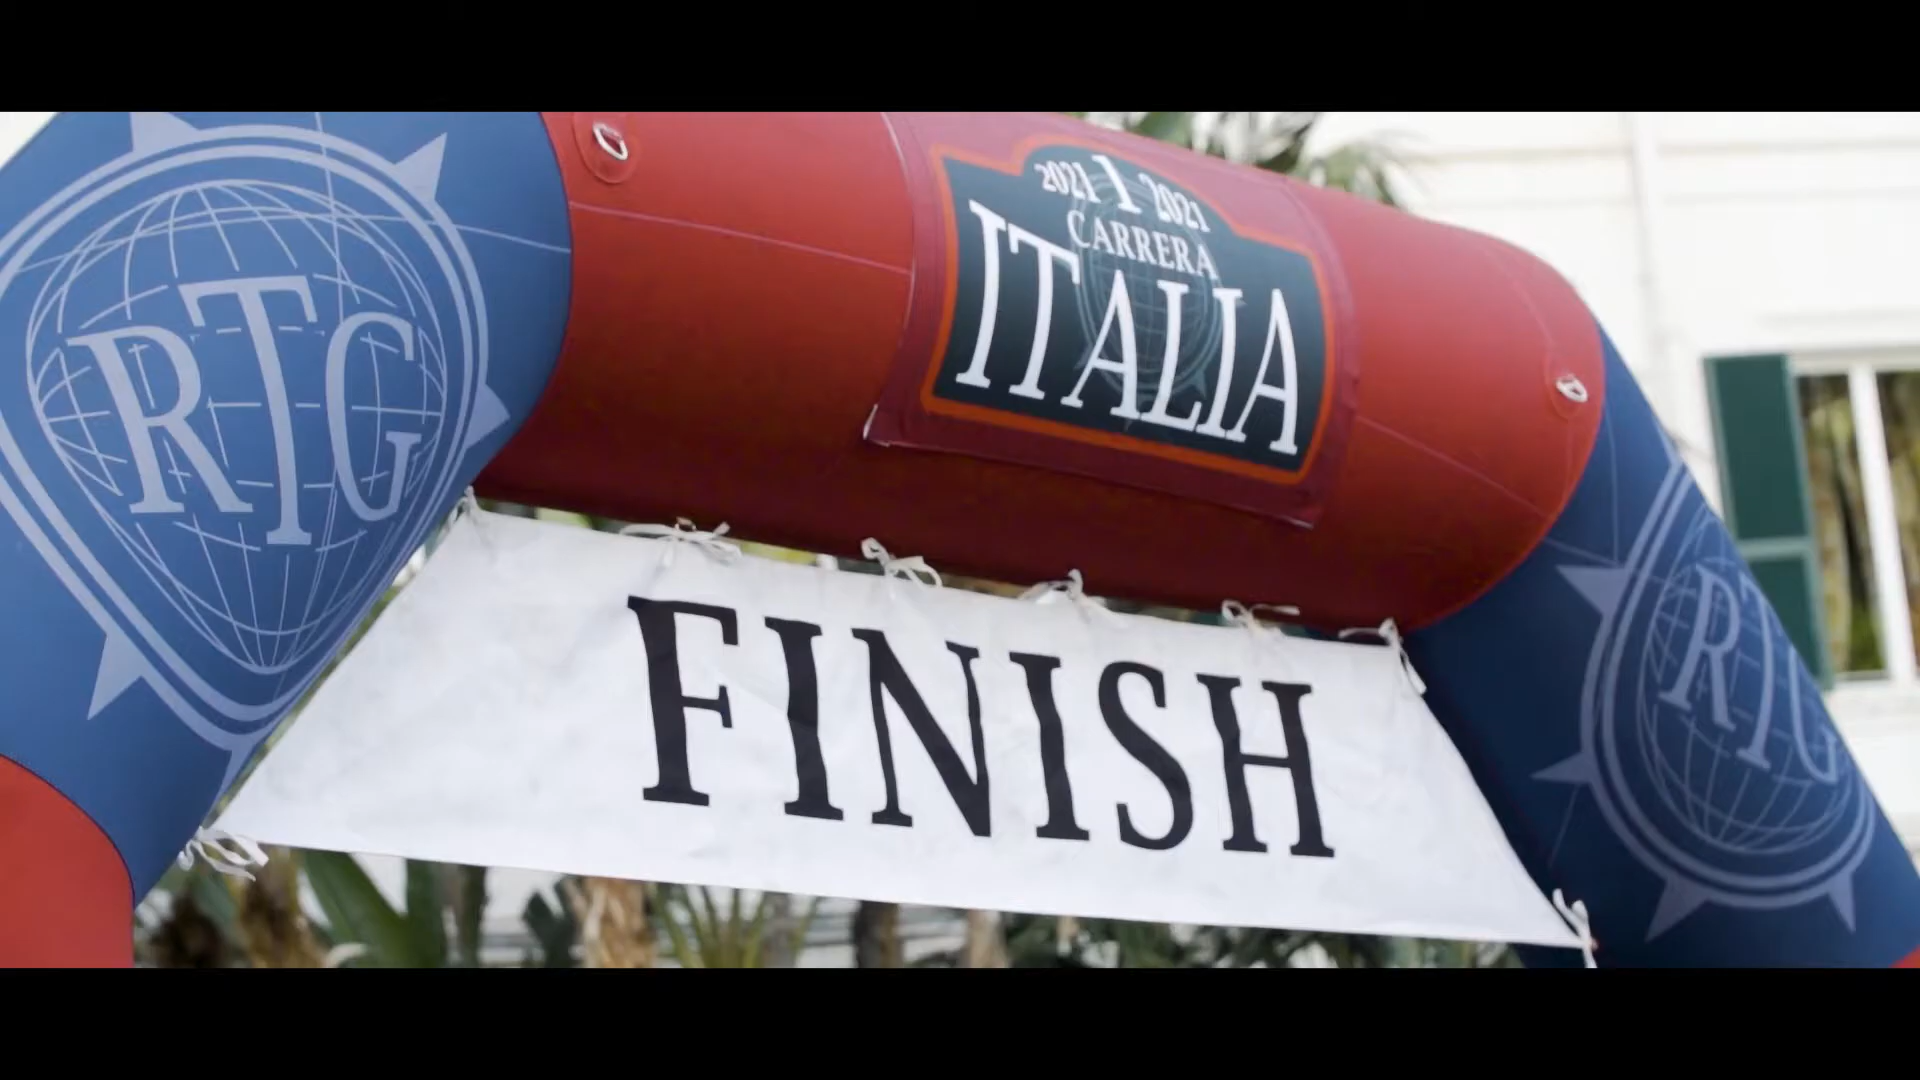 RTG
2021 1 2021
CARRERA
ITALIA
FINISH
RTG